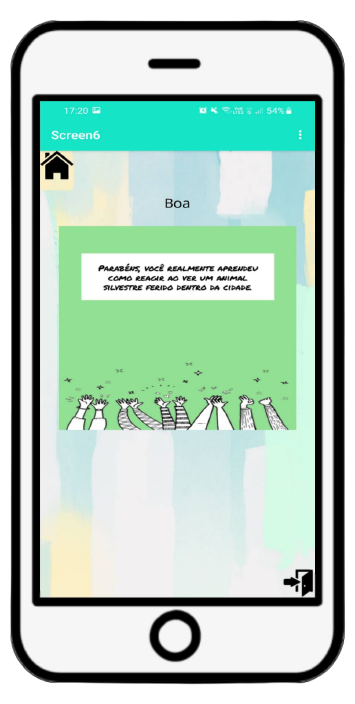 17:20 54%
Screen6
Boa
PARABÉNS, VOCÊ REALMENTE APRENDEU
COMO REAGIR AO VER UM ANIMAL
SILVESTRE FERIDO DENTRO DA CIDADE.